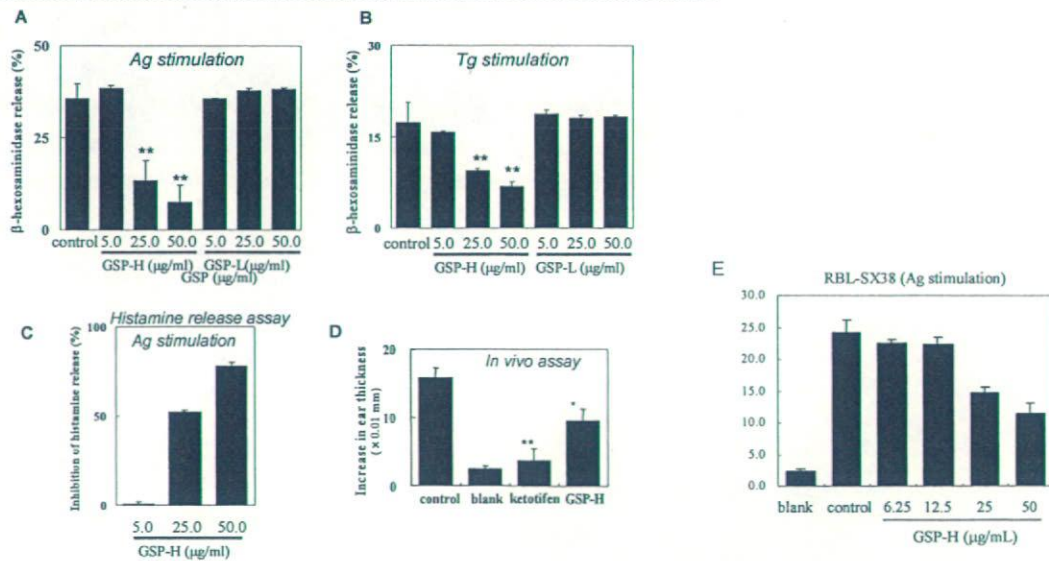 A
Ag stimulation
β-hexosaminidase release (%)
50
25
0
**
**
control 5.0 25.0 50.0 5.0 25.0 50.0
GSP-H (μg/ml) GSP-L(μg/ml)
GSP (μg/ml)
B
Tg stimulation
β-hexosaminidase release (%)
30
15
0
**
**
control 5.0 25.0 50.0 5.0 25.0 50.0
GSP-H (μg/ml) GSP-L (μg/ml)
C
Histamine release assay
Ag stimulation
Inhibition of histamine release (%)
100
50
0
5.0 25.0 50.0
GSP-H (μg/ml)
D
In vivo assay
Increase in ear thickness
(× 0.01 mm)
20
10
0
**
*
control blank ketotifen GSP-H
E
RBL-SX38 (Ag stimulation)
30.0
25.0
20.0
15.0
10.0
5.0
0.0
blank control 6.25 12.5 25 50
GSP-H (μg/mL)